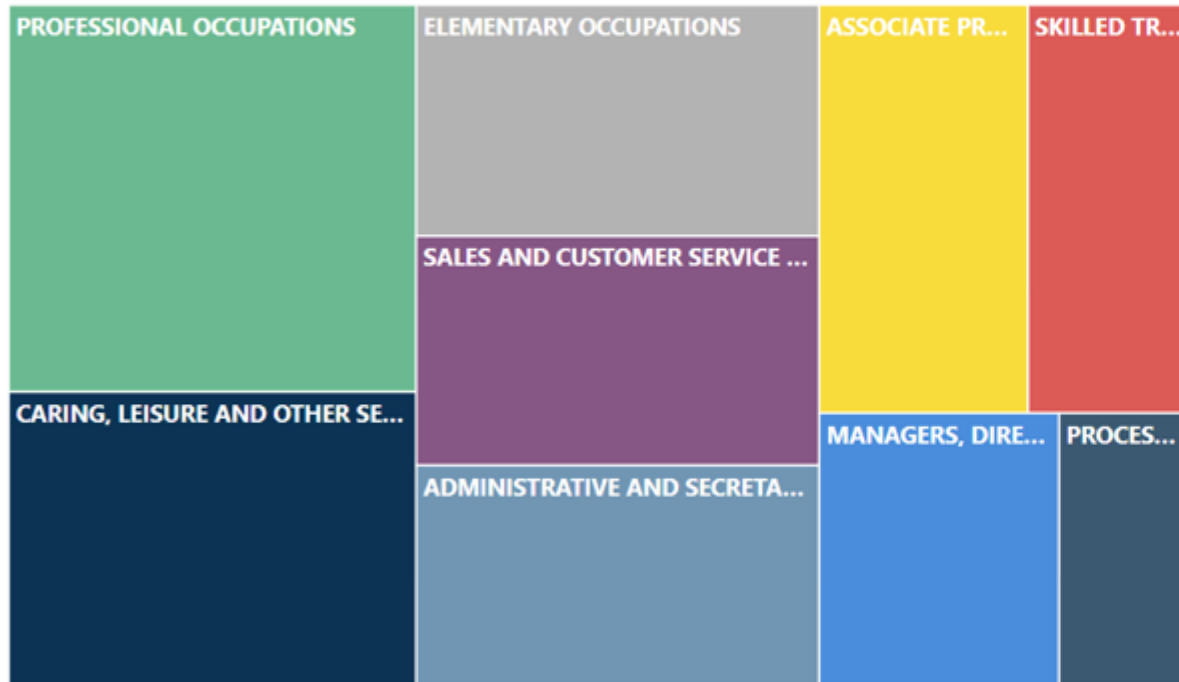 PROFESSIONAL OCCUPATIONS
ELEMENTARY OCCUPATIONS
ASSOCIATE PR...
SKILLED TR...
SALES AND CUSTOMER SERVICE ...
CARING, LEISURE AND OTHER SE...
MANAGERS, DIRE...
PROCES...
ADMINISTRATIVE AND SECRETA...